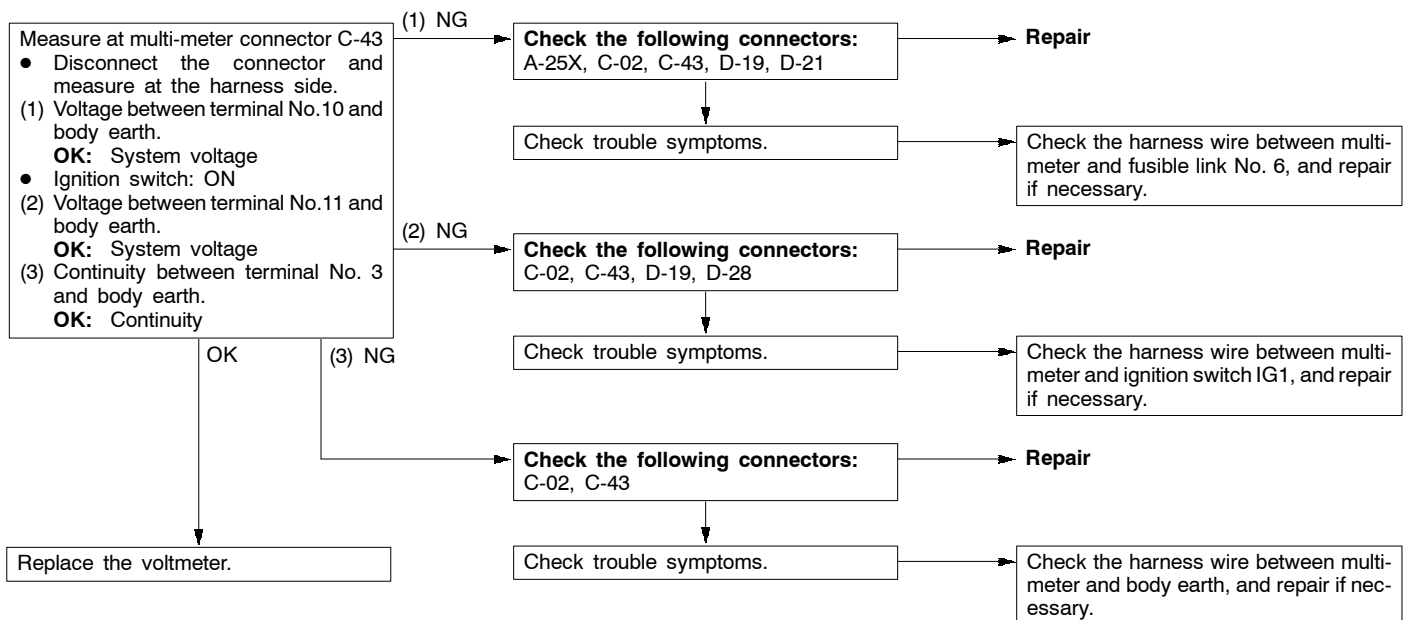 Measure at multi-meter connector C-43
● Disconnect the connector and
measure at the harness side.
(1) Voltage between terminal No.10 and
body earth.
OK: System voltage
● Ignition switch: ON
(2) Voltage between terminal No.11 and
body earth.
OK: System voltage
(3) Continuity between terminal No. 3
and body earth.
OK: Continuity
(1) NG
Check the following connectors:
A-25X, C-02, C-43, D-19, D-21
Repair
Check trouble symptoms.
Check the harness wire between multi-
meter and fusible link No. 6, and repair
if necessary.
(2) NG
Check the following connectors:
C-02, C-43, D-19, D-28
Repair
Check trouble symptoms.
Check the harness wire between multi-
meter and ignition switch IG1, and repair
if necessary.
OK
(3) NG
Check the following connectors:
C-02, C-43
Repair
Check trouble symptoms.
Check the harness wire between multi-
meter and body earth, and repair if nec-
essary.
Replace the voltmeter.